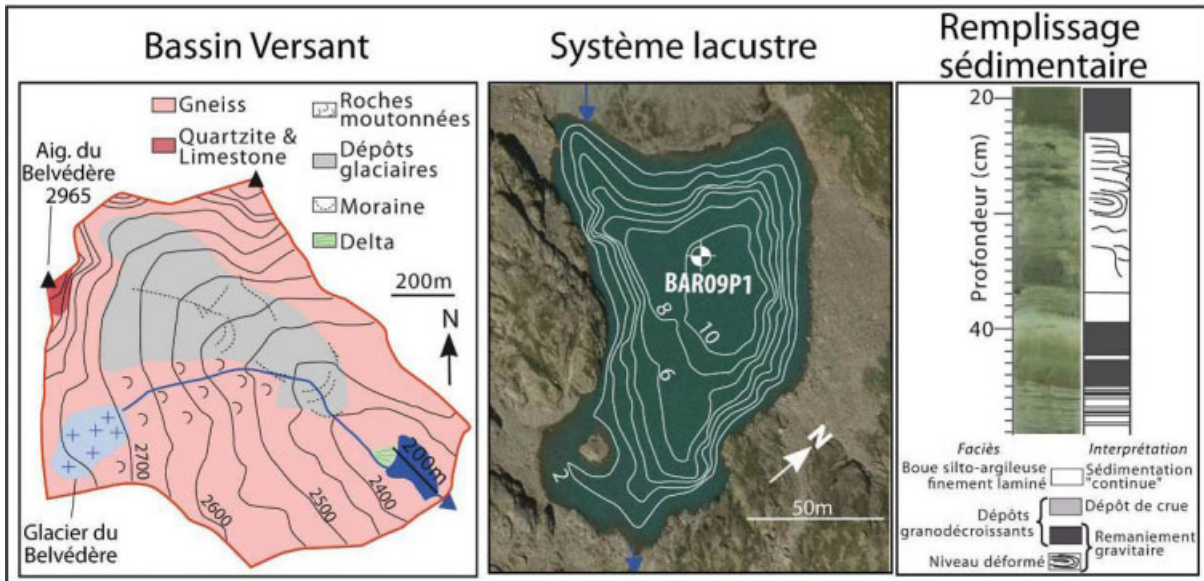 Bassin Versant
Système lacustre
Remplissage
sédimentaire
Gneiss
Quartzite &
Limestone
Roches
moutonnées
Dépôts
glaciaires
Moraine
Delta
Aig. du
Belvédère
2965
200m
N
2700
2600
2500
2400
200m
Glacier du
Belvédère
BAR09P1
8
10
6
2
N
50m
Profondeur (cm)
20
40
Faciès
Interprétation
Boue silto-argileuse
finement laminé
Sédimentation
"continue"
Dépôts
granodécroissants
Dépôt de crue
Remaniement
gravitaire
Niveau déformé